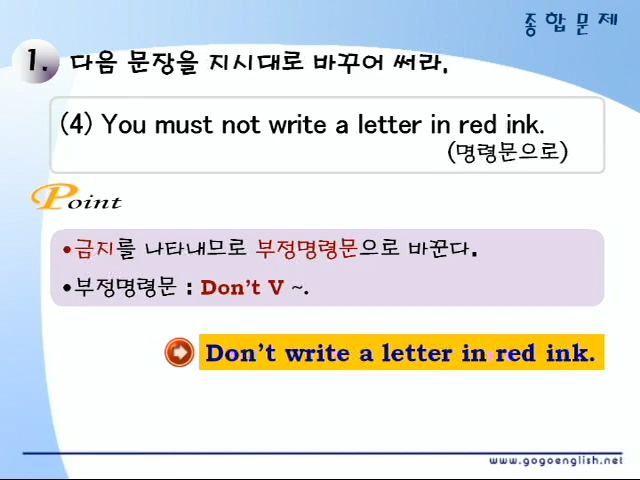 종합문제
1. 다음 문장을 지시대로 바꾸어 써라.
(4) You must not write a letter in red ink.
(명령문으로)
Point
•금지를 나타내므로 부정명령문으로 바꾼다.
•부정명령문 : Don't V ~.
Don't write a letter in red ink.
www.gogoenglish.net